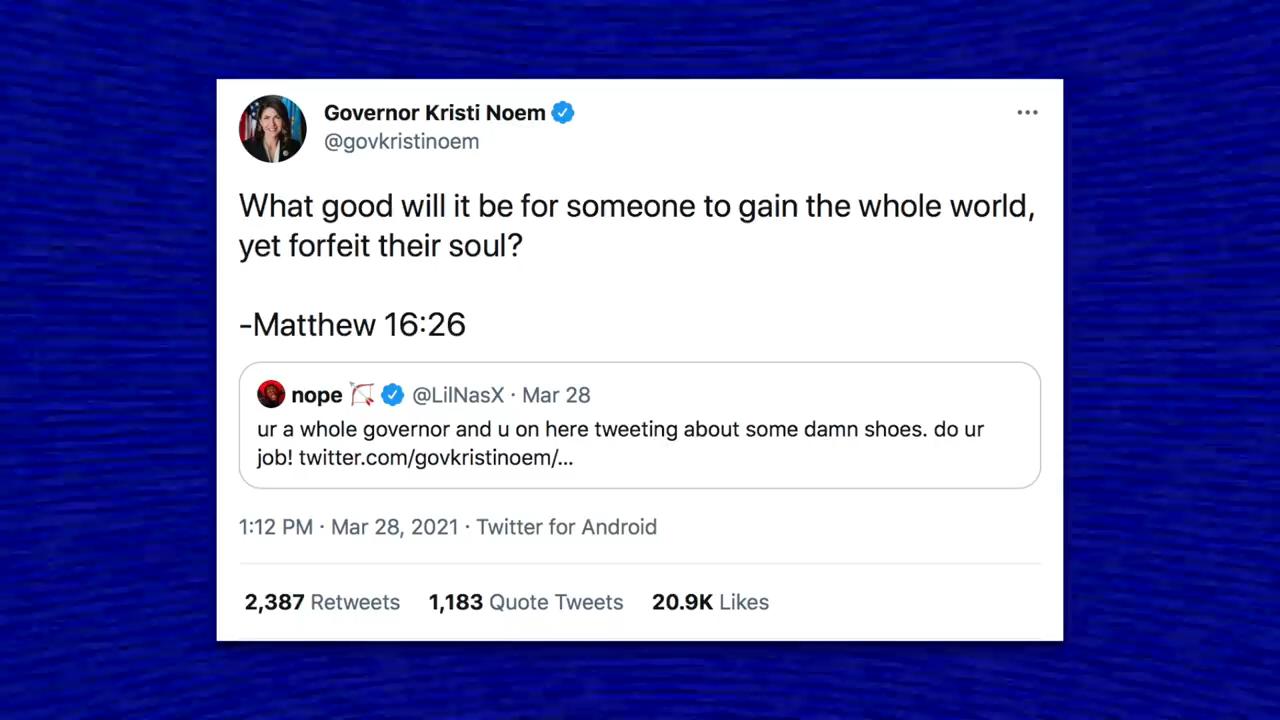 Governor Kristi Noem
@govkristinoem
What good will it be for someone to gain the whole world,
yet forfeit their soul?
-Matthew 16:26
nope 🏹 @LilNasX · Mar 28
ur a whole governor and u on here tweeting about some damn shoes. do ur
job! twitter.com/govkristinoem/...
1:12 PM · Mar 28, 2021 · Twitter for Android
2,387 Retweets 1,183 Quote Tweets 20.9K Likes